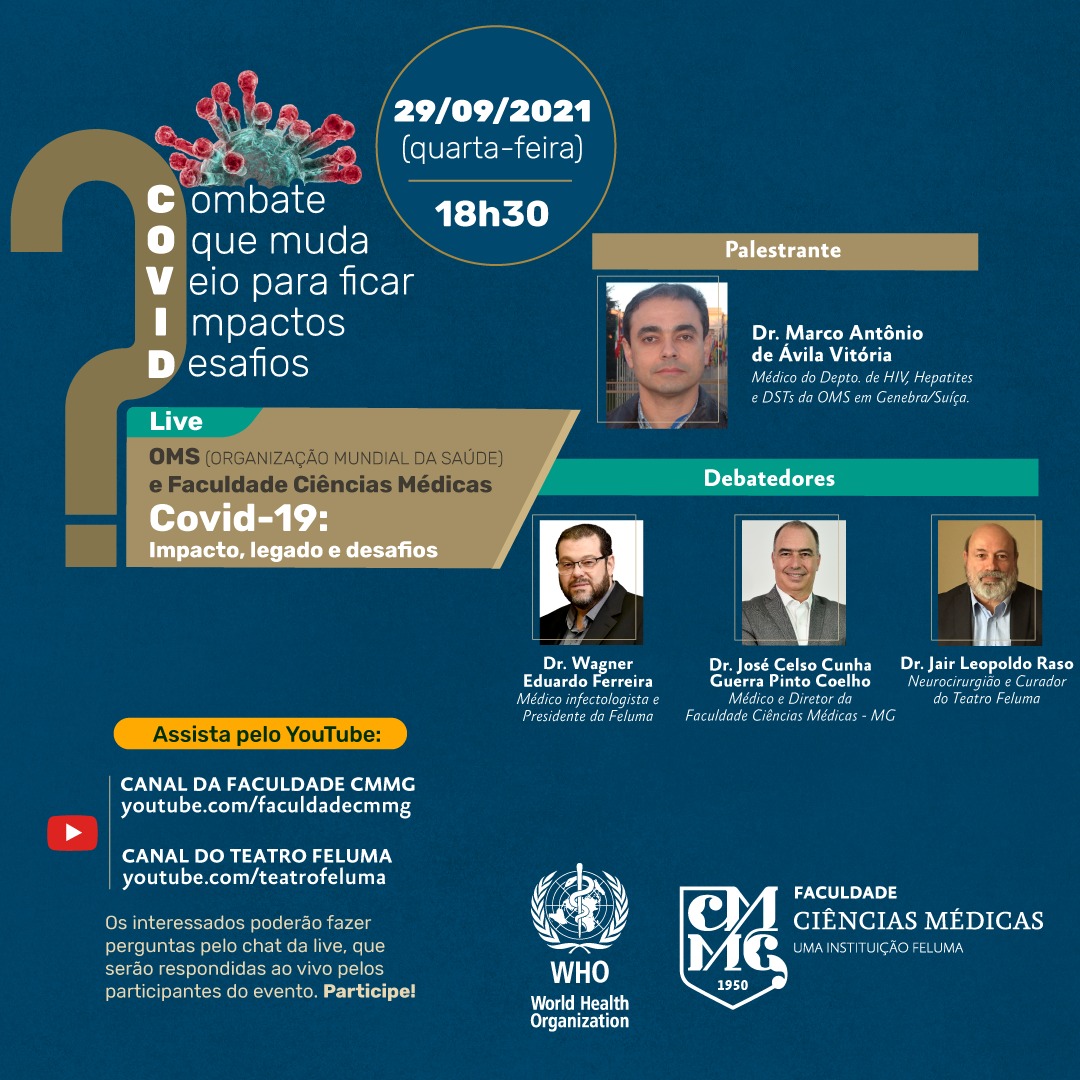 29/09/2021
(quarta-feira)
18h30
Combate
O que muda
Veio para ficar
Impactos
Desafios
Live
OMS (ORGANIZAÇÃO MUNDIAL DA SAÚDE)
e Faculdade Ciências Médicas
Covid-19:
Impacto, legado e desafios
Palestrante
Dr. Marco Antônio
de Ávila Vitória
Médico do Depto. de HIV, Hepatites
e DSTs da OMS em Genebra/Suíça.
Debatedores
Dr. Wagner
Eduardo Ferreira
Médico infectologista e
Presidente da Feluma
Dr. José Celso Cunha
Guerra Pinto Coelho
Médico e Diretor da
Faculdade Ciências Médicas - MG
Dr. Jair Leopoldo Raso
Neurocirurgião e Curador
do Teatro Feluma
Assista pelo YouTube:
CANAL DA FACULDADE CMMG
youtube.com/faculdadecmmg
CANAL DO TEATRO FELUMA
youtube.com/teatrofeluma
Os interessados poderão fazer
perguntas pelo chat da live, que
serão respondidas ao vivo pelos
participantes do evento. Participe!
WHO
World Health
Organization
CM
MG
1950
FACULDADE
CIÊNCIAS MÉDICAS
UMA INSTITUIÇÃO FELUMA